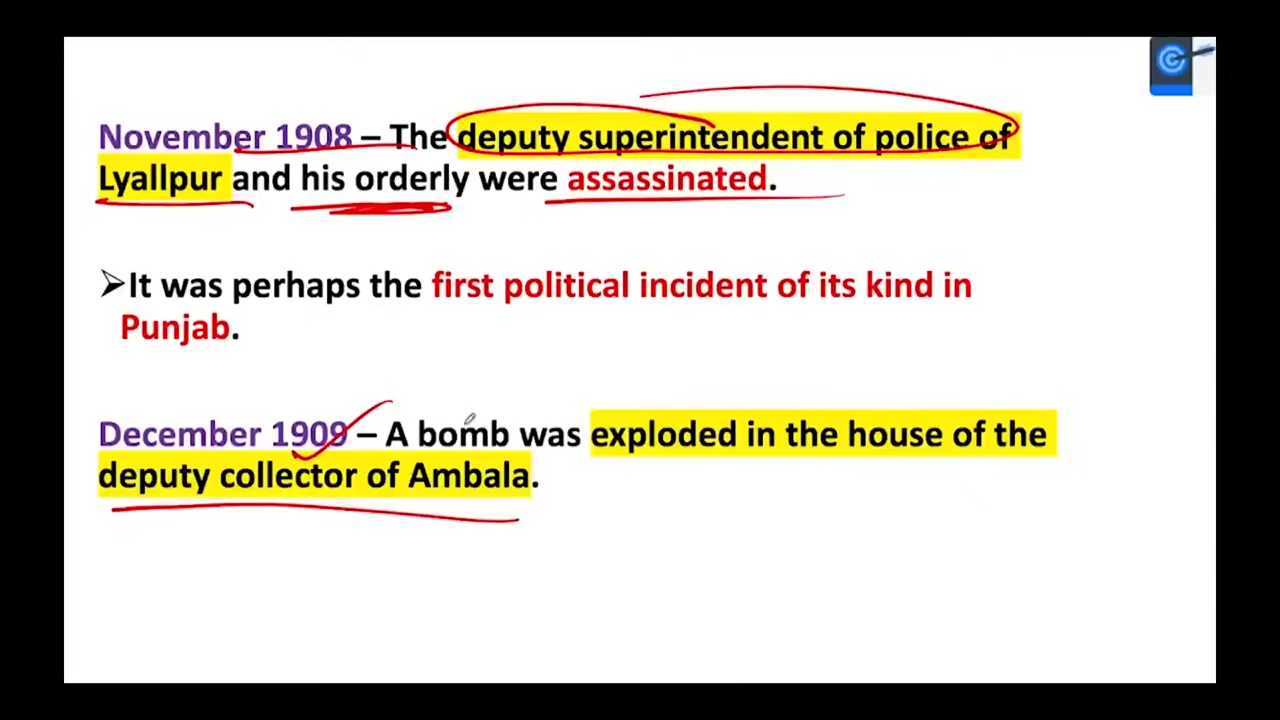 November 1908 – The deputy superintendent of police of
Lyallpur and his orderly were assassinated.
➢It was perhaps the first political incident of its kind in
Punjab.
December 1909 – A bomb was exploded in the house of the
deputy collector of Ambala.